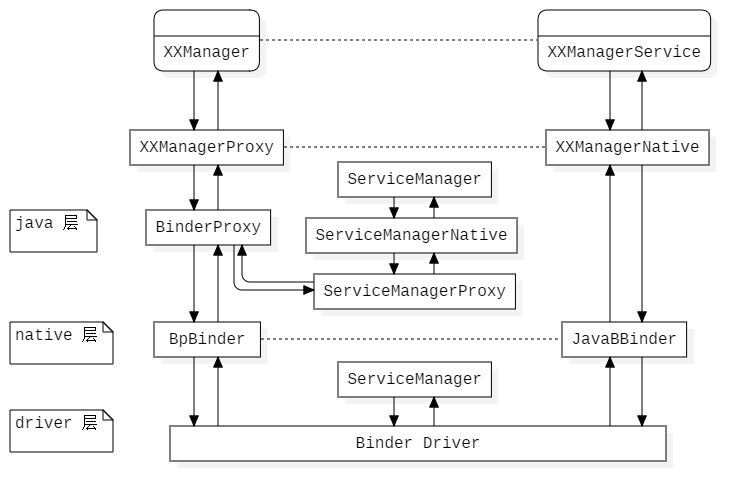 XXManager
XXManagerService
XXManagerProxy
XXManagerNative
ServiceManager
java 层
BinderProxy
ServiceManagerNative
ServiceManagerProxy
native 层
BpBinder
JavaBBinder
ServiceManager
driver 层
Binder Driver